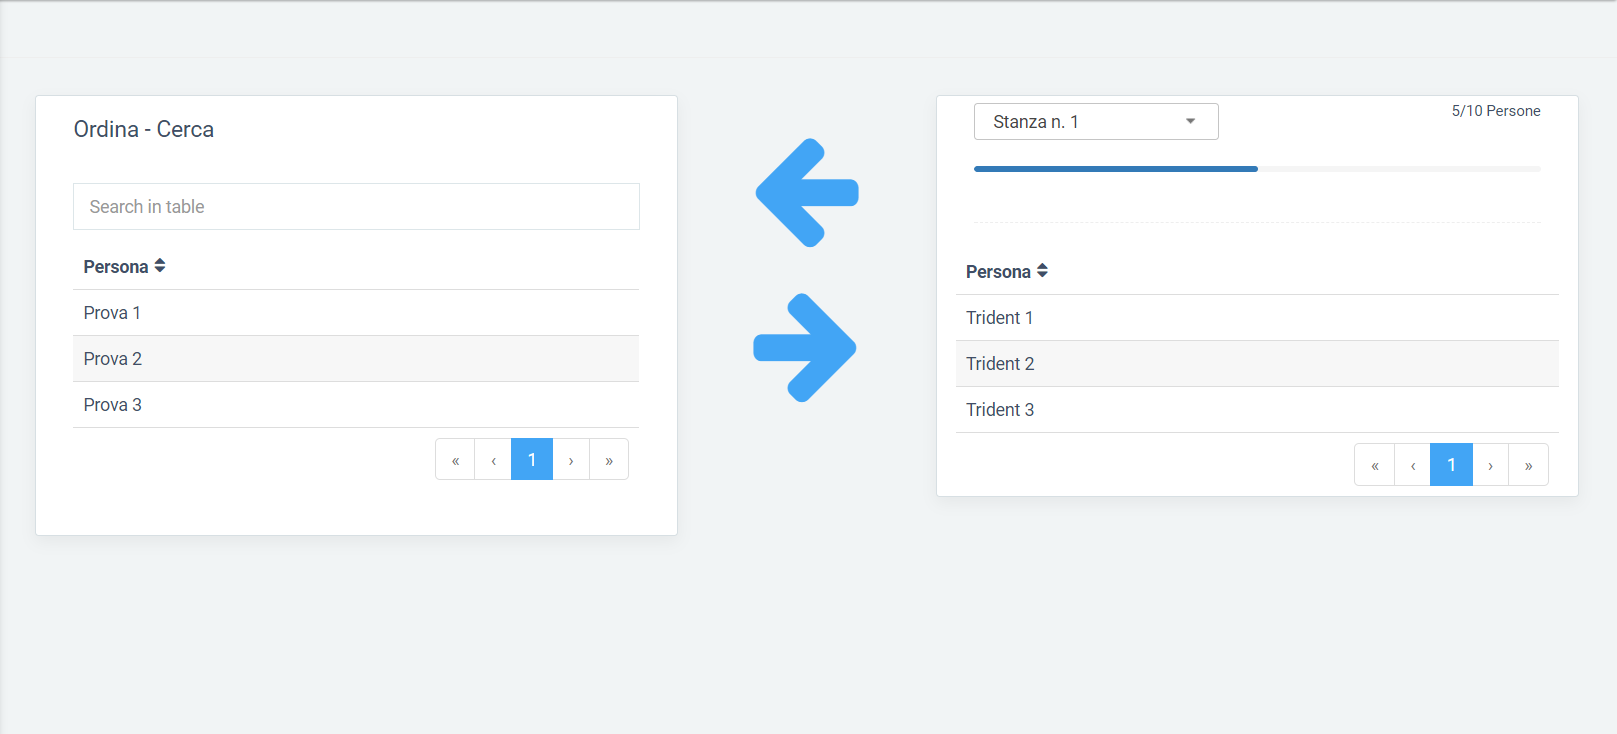 Ordina - Cerca
Search in table
Persona
Prova 1
Prova 2
Prova 3
« ‹ 1 › »
Stanza n. 1
5/10 Persone
Persona
Trident 1
Trident 2
Trident 3
« ‹ 1 › »